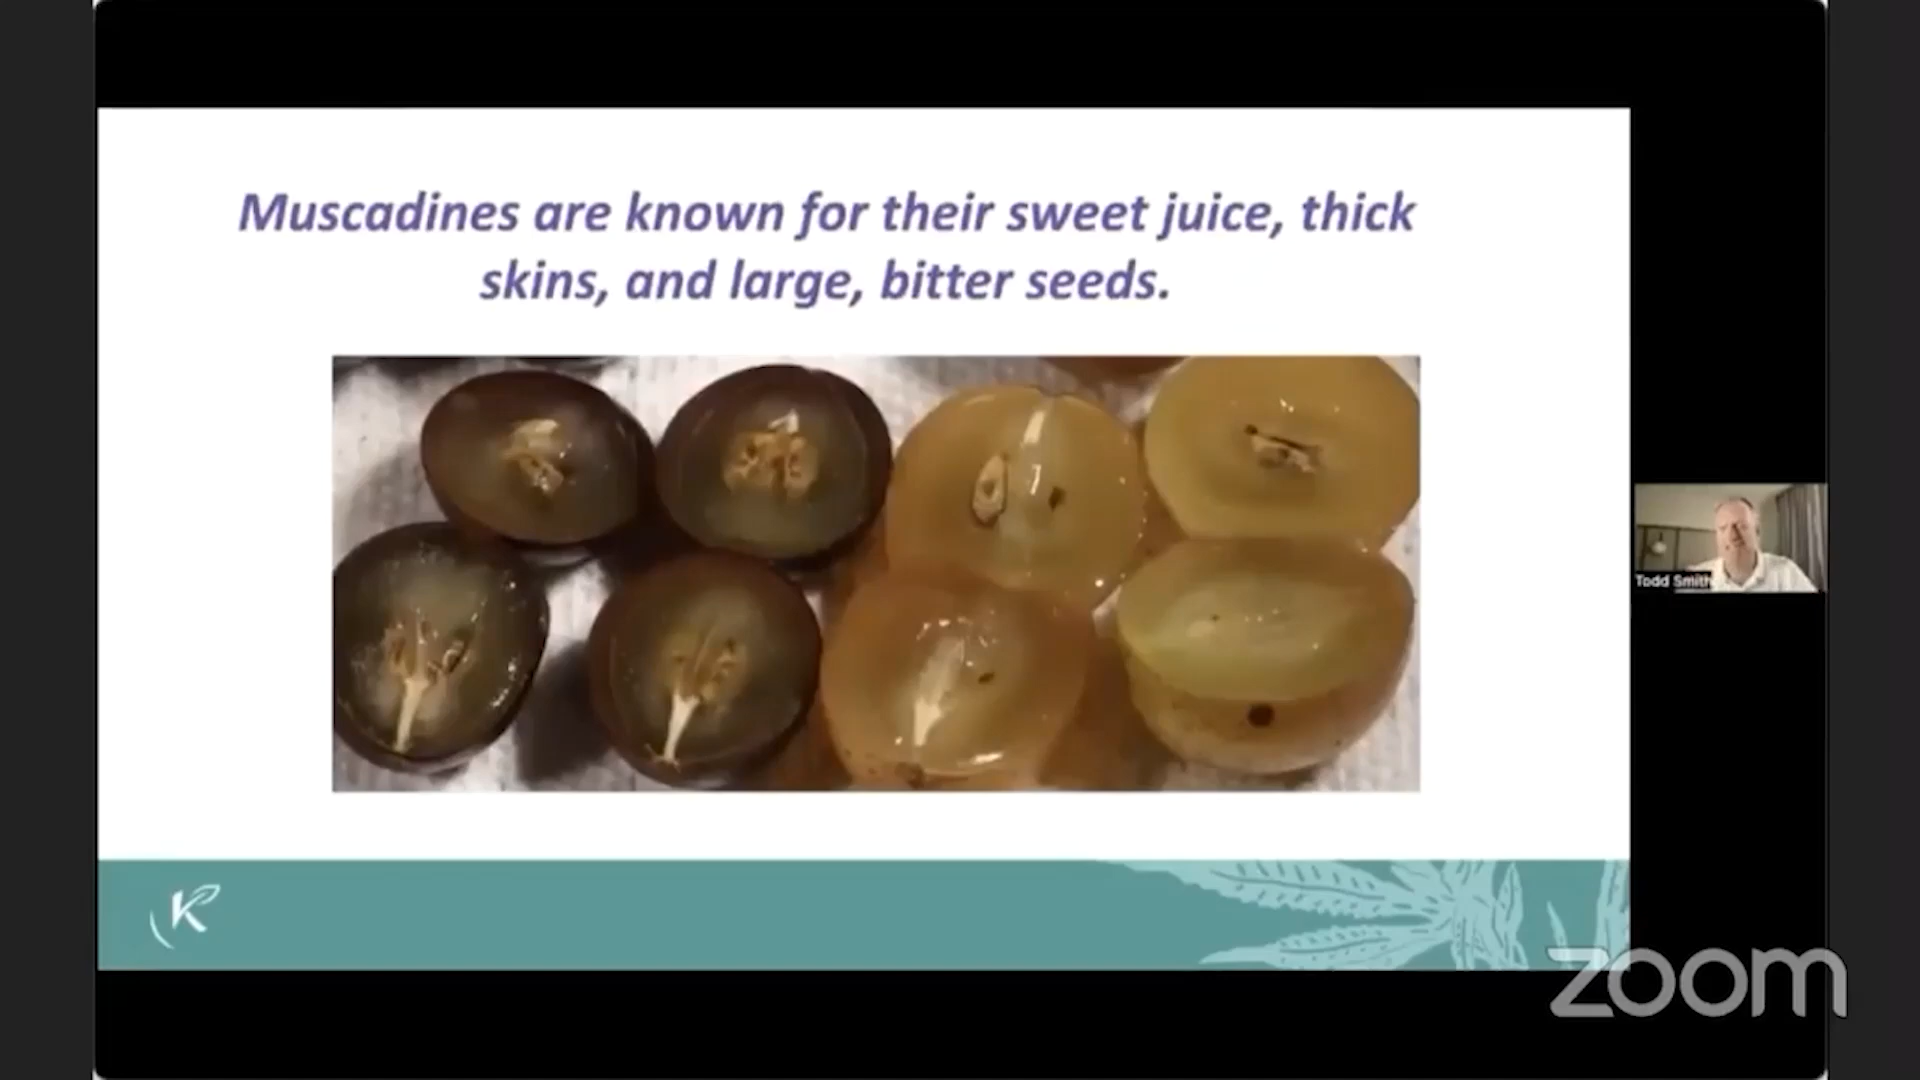 Muscadines are known for their sweet juice, thick
skins, and large, bitter seeds.
Todd Smith
K
zoom